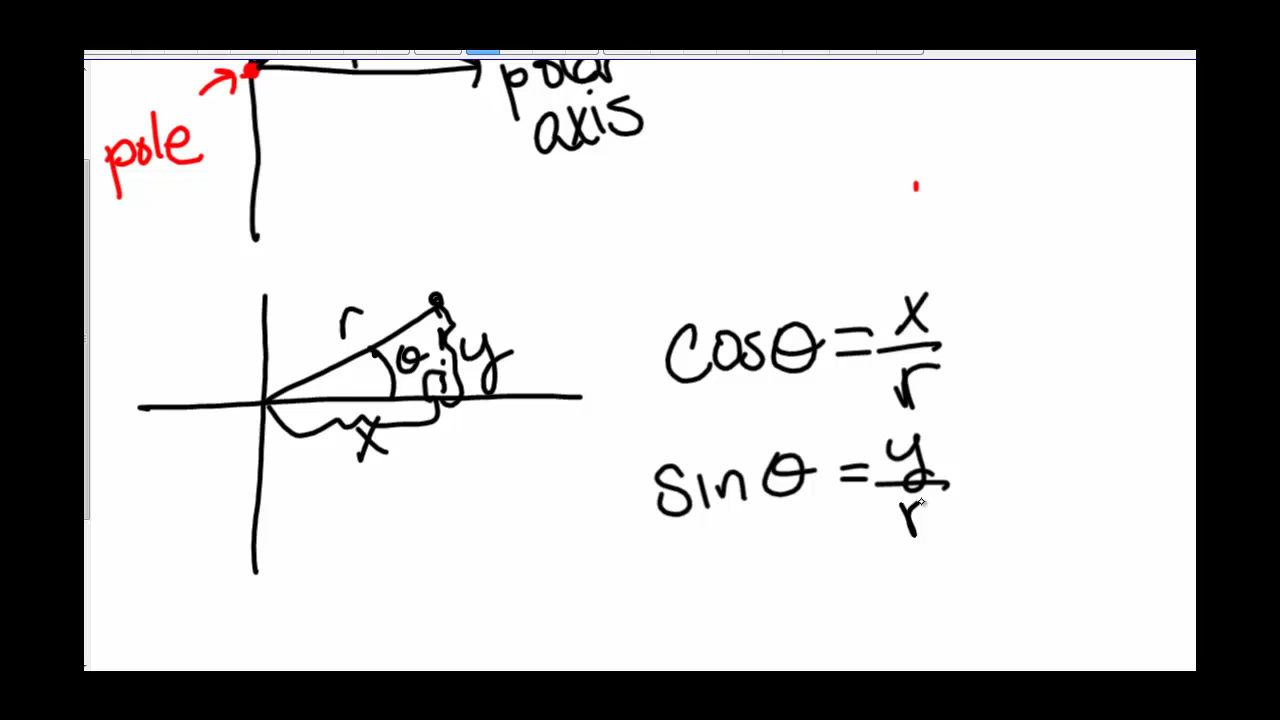 polar
axis
pole
r
θ
y
x
cosθ = x/r
sinθ = y/r